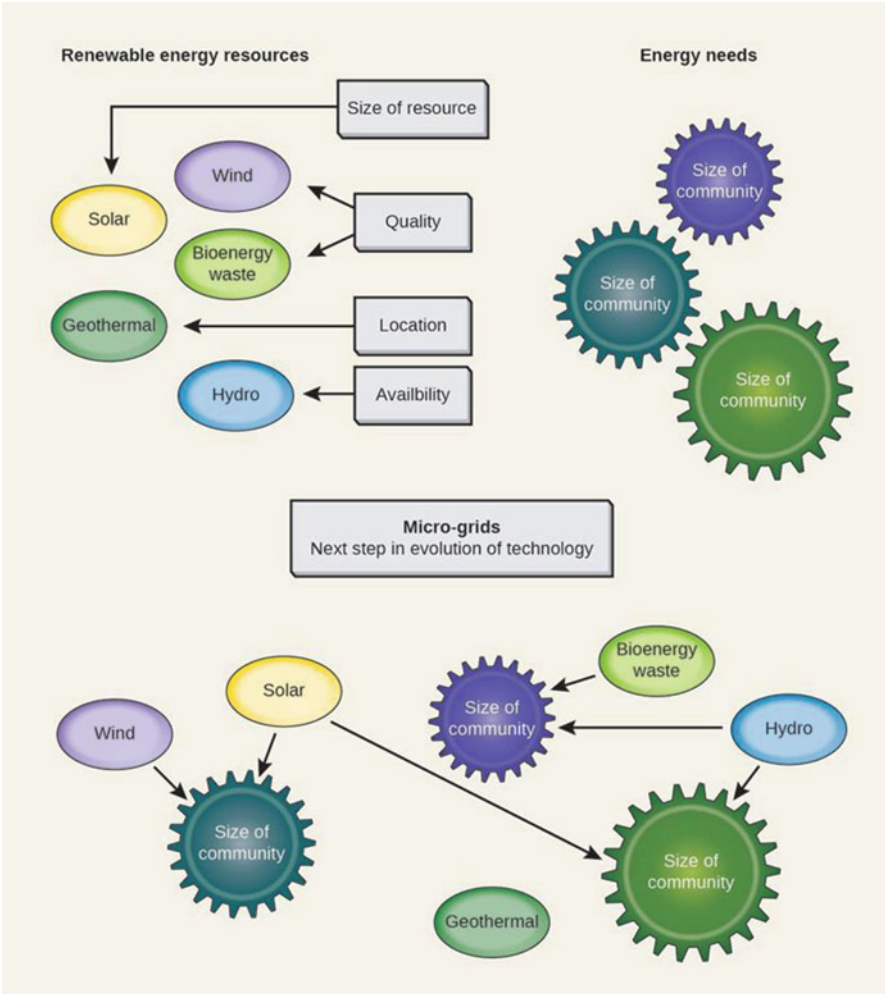 Renewable energy resources
Energy needs
Size of resource
Wind
Solar
Quality
Bioenergy
waste
Geothermal
Location
Hydro
Availbility
Size of
community
Size of
community
Size of
community
Micro-grids
Next step in evolution of technology
Bioenergy
waste
Solar
Wind
Size of
community
Hydro
Size of
community
Size of
community
Geothermal